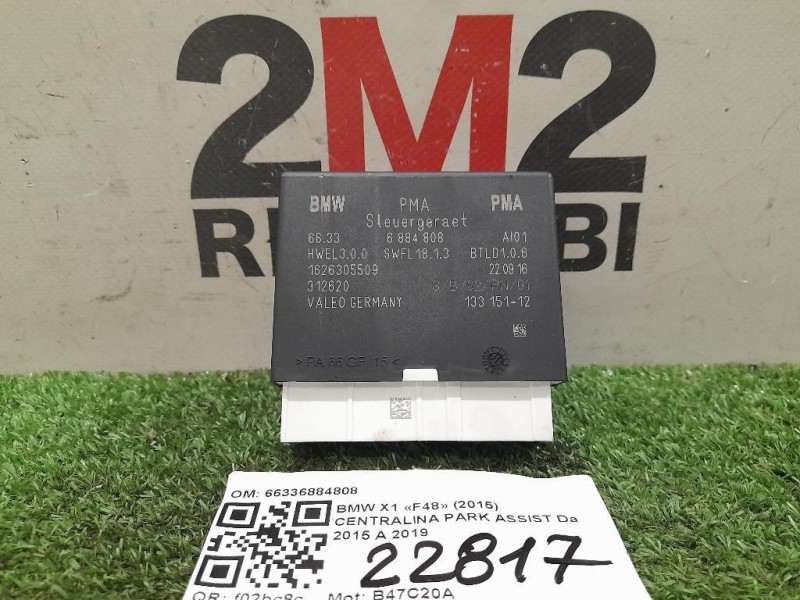 2M2
BMW PMA PMA
Steuergeraet
66.33 6 884 808 AI01
HWEL3.0.0 SWFL18.1.3 BTLD1.0.6
1626305509 22.09.16
312620
VALEO GERMANY 133 151-12
>PA 66 GF 15<
OM: 66336884808
BMW X1 «F48» (2015)
CENTRALINA PARK ASSIST Da
2015 A 2019
22817
QR: f02bc8c Mot: B47C20A